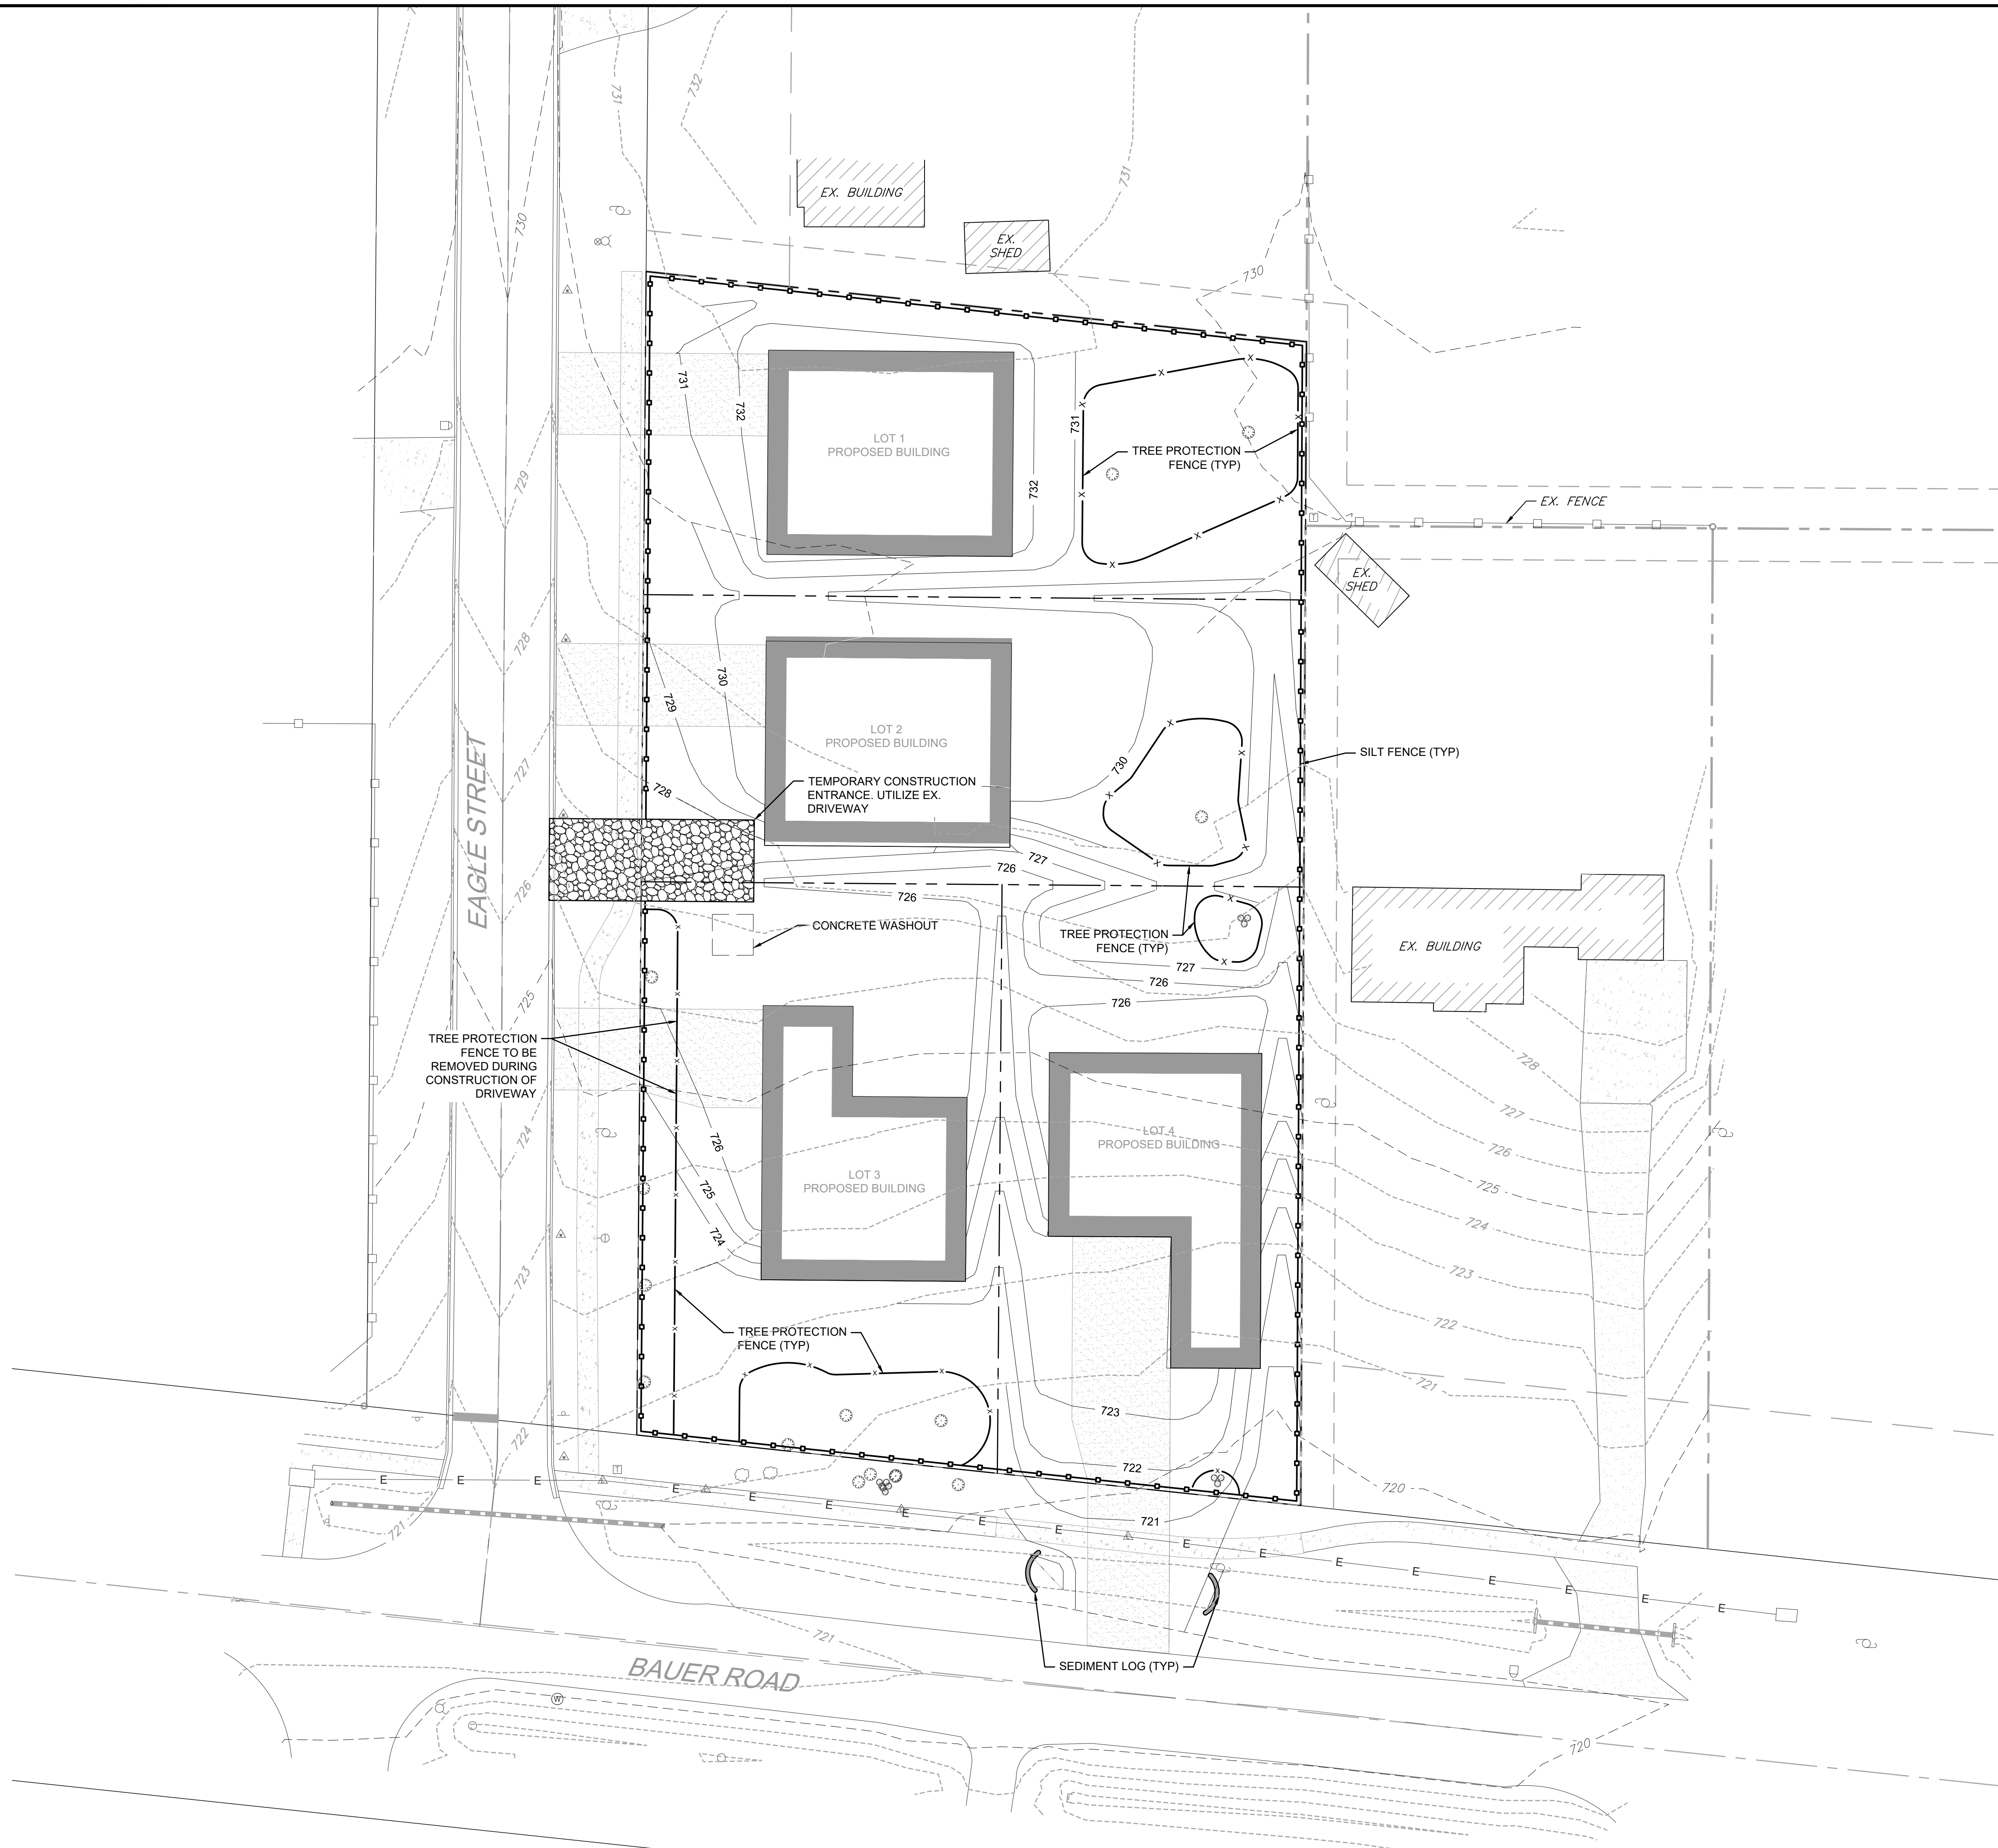 732
731
731
730
EX. BUILDING
EX.
SHED
730
731
732
LOT 1
PROPOSED BUILDING
731
TREE PROTECTION
FENCE (TYP)
732
729
T
EX. FENCE
EX.
SHED
728
730
729
LOT 2
PROPOSED BUILDING
730
SILT FENCE (TYP)
727
EAGLE STREET
728
TEMPORARY CONSTRUCTION
ENTRANCE. UTILIZE EX.
DRIVEWAY
727
726
726
726
CONCRETE WASHOUT
TREE PROTECTION
FENCE (TYP)
EX. BUILDING
727
726
726
725
TREE PROTECTION
FENCE TO BE
REMOVED DURING
CONSTRUCTION OF
DRIVEWAY
724
726
LOT 3
PROPOSED BUILDING
LOT 4
PROPOSED BUILDING
728
727
726
725
724
723
722
721
725
724
723
TREE PROTECTION
FENCE (TYP)
723
722
722
721
720
T
E E E E E E E E E E E E E E E E E E
721
721
SEDIMENT LOG (TYP)
BAUER ROAD
W
720